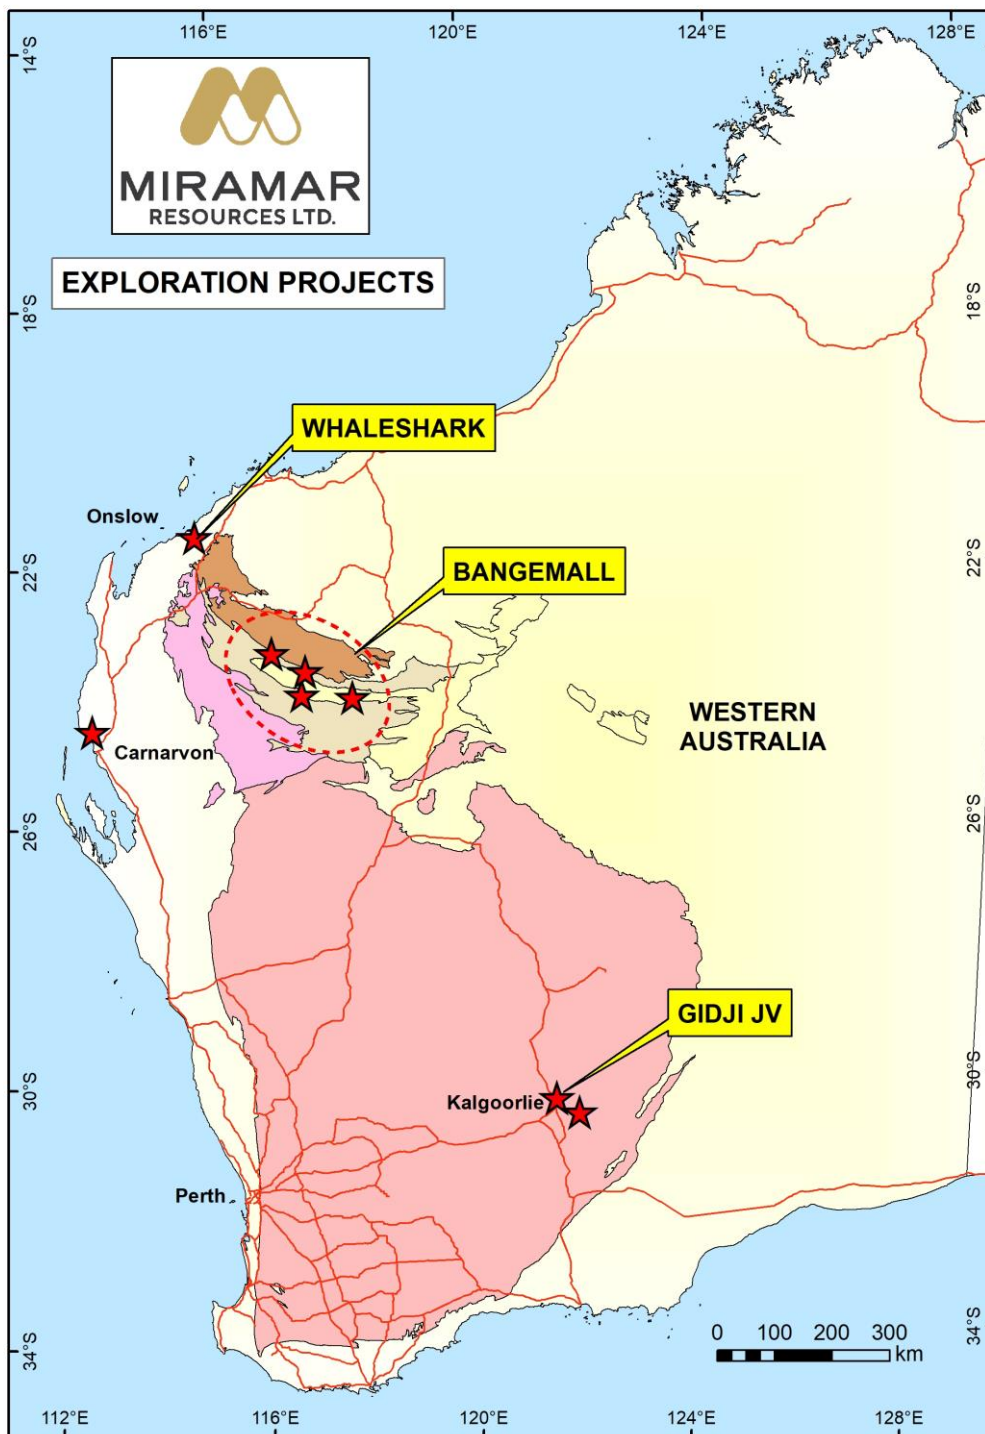 116°E
120°E
124°E
128°E
14°S
MIRAMAR
RESOURCES LTD.
EXPLORATION PROJECTS
18°S
18°S
WHALESHARK
Onslow
22°S
BANGEMALL
22°S
WESTERN
AUSTRALIA
Carnarvon
26°S
26°S
GIDJI JV
30°S
30°S
Kalgoorlie
Perth
34°S
34°S
0 100 200 300
km
112°E
116°E
120°E
124°E
128°E